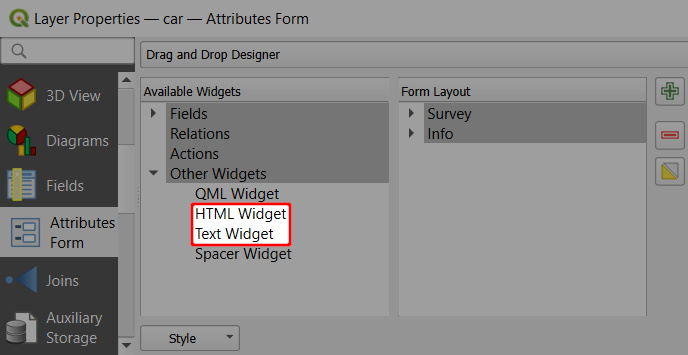 Layer Properties — car — Attributes Form
Drag and Drop Designer
3D View
Diagrams
Fields
Attributes
Form
Joins
Auxiliary
Storage
Available Widgets
Fields
Relations
Actions
Other Widgets
QML Widget
HTML Widget
Text Widget
Spacer Widget
Form Layout
Survey
Info
Style